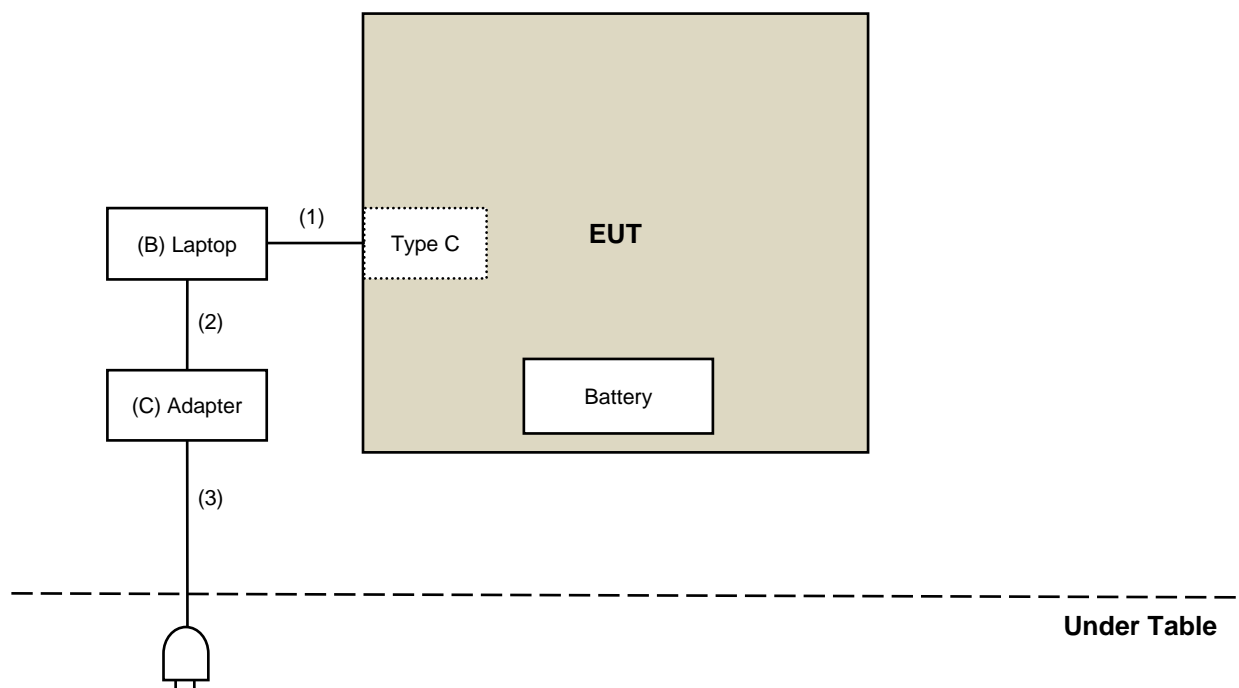 (B) Laptop
(1)
Type C
EUT
(2)
(C) Adapter
Battery
(3)
Under Table